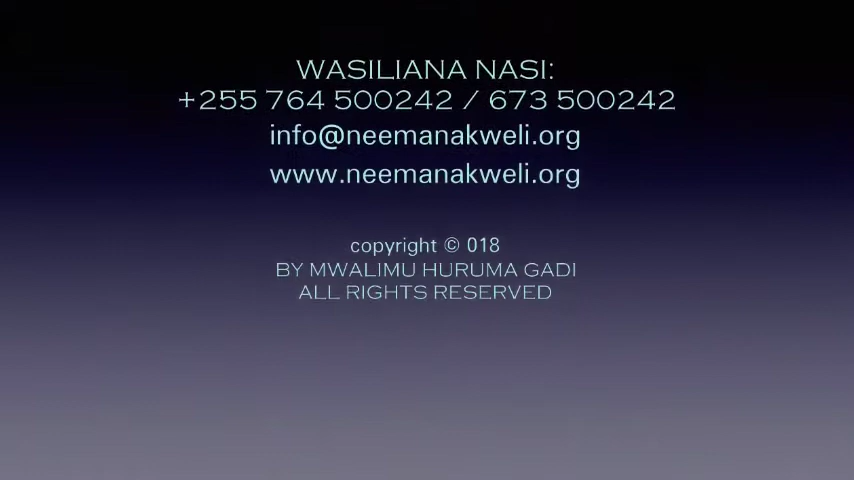 WASILIANA NASI:
+255 764 500242 / 673 500242
info@neemanakweli.org
www.neemanakweli.org
copyright © 018
BY MWALIMU HURUMA GADI
ALL RIGHTS RESERVED